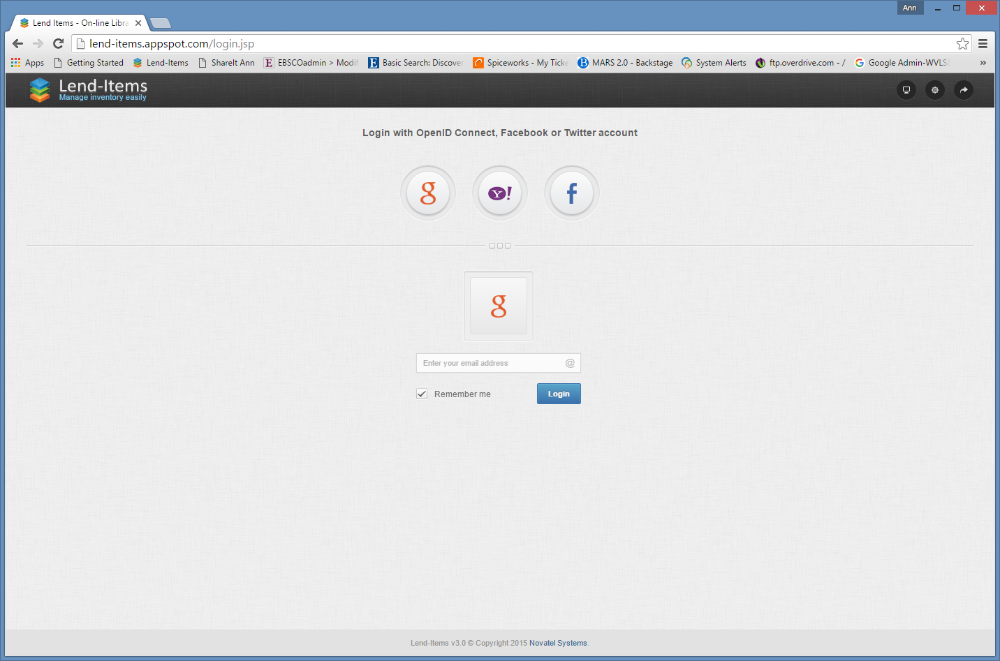 Ann
Lend Items - On-line Libra
lend-items.appspot.com/login.jsp
Apps Getting Started Lend-Items ShareIt Ann EBSCOadmin > Modif Basic Search: Discover Spiceworks - My Ticke MARS 2.0 - Backstage System Alerts ftp.overdrive.com - / Google Admin-WVLS »
Lend-Items
Manage inventory easily
Login with OpenID Connect, Facebook or Twitter account
g Y! f
g
Enter your email address @
Remember me Login
Lend-Items v3.0 © Copyright 2015 Novatel Systems.